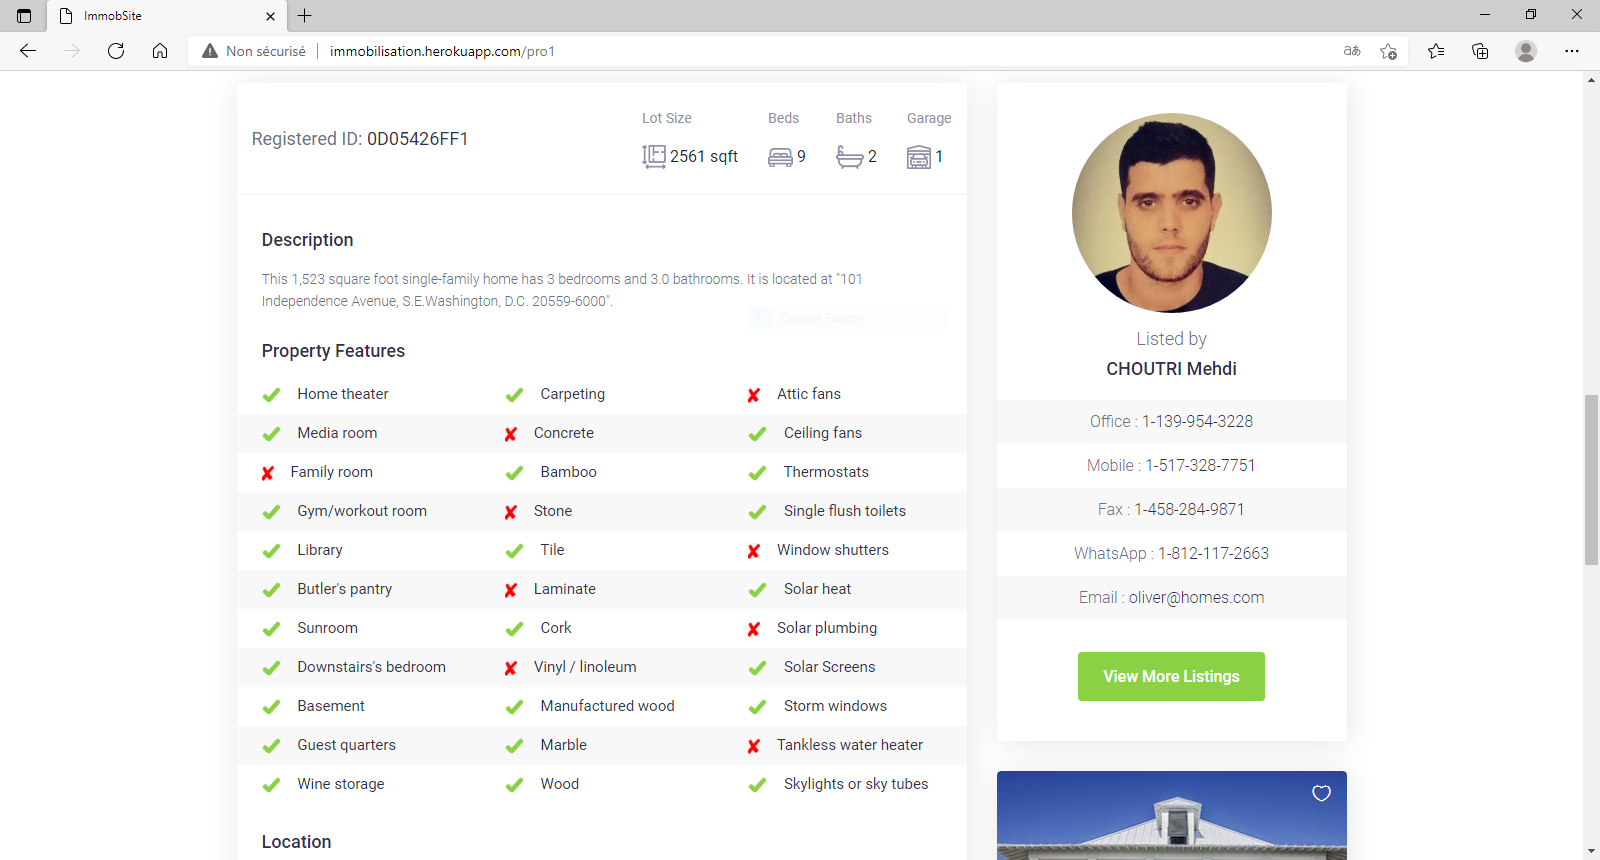 ImmobSite
Non sécurisé
immobilisation.herokuapp.com/pro1
aあ
Registered ID: 0D05426FF1
Lot Size
2561 sqft
Beds
9
Baths
2
Garage
1
Description
This 1,523 square foot single-family home has 3 bedrooms and 3.0 bathrooms. It is located at "101
Independence Avenue, S.E.Washington, D.C. 20559-6000".
Property Features
Home theater
Carpeting
Attic fans
Media room
Concrete
Ceiling fans
Family room
Bamboo
Thermostats
Gym/workout room
Stone
Single flush toilets
Library
Tile
Window shutters
Butler's pantry
Laminate
Solar heat
Sunroom
Cork
Solar plumbing
Downstairs's bedroom
Vinyl / linoleum
Solar Screens
Basement
Manufactured wood
Storm windows
Guest quarters
Marble
Tankless water heater
Wine storage
Wood
Skylights or sky tubes
Location
Listed by
CHOUTRI Mehdi
Office : 1-139-954-3228
Mobile : 1-517-328-7751
Fax : 1-458-284-9871
WhatsApp : 1-812-117-2663
Email : oliver@homes.com
View More Listings